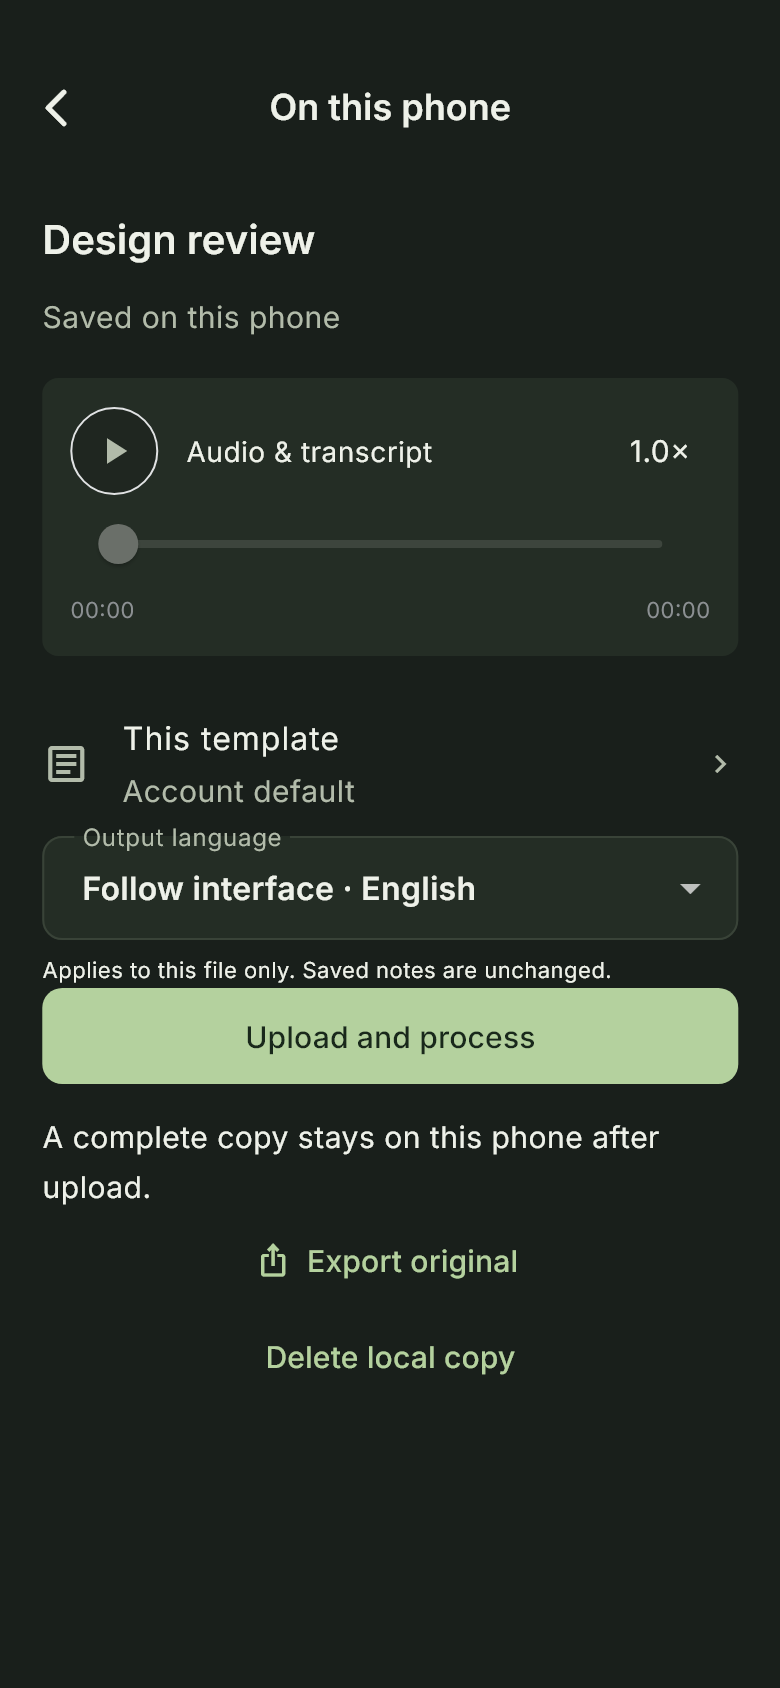 On this phone
Design review
Saved on this phone
Audio & transcript
1.0×
00:00
00:00
This template
Account default
Output language
Follow interface · English
Applies to this file only. Saved notes are unchanged.
Upload and process
A complete copy stays on this phone after
upload.
Export original
Delete local copy